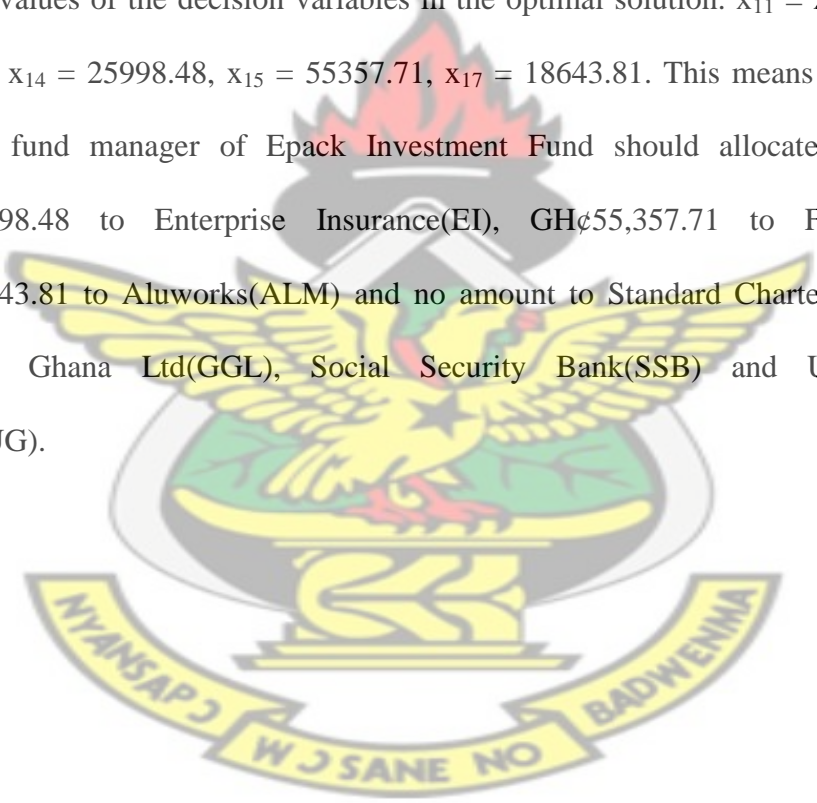 values of the decision variables in the optimal solution. x₁₁ =
x₁₄ = 25998.48, x₁₅ = 55357.71, x₁₇ = 18643.81. This means
fund manager of Epack Investment Fund should allocate
98.48 to Enterprise Insurance(EI), GH¢55,357.71 to F
43.81 to Aluworks(ALM) and no amount to Standard Charte
Ghana Ltd(GGL), Social Security Bank(SSB) and U
UG).
NYANSAPƆ
WƆSANE NO
BADWENMA